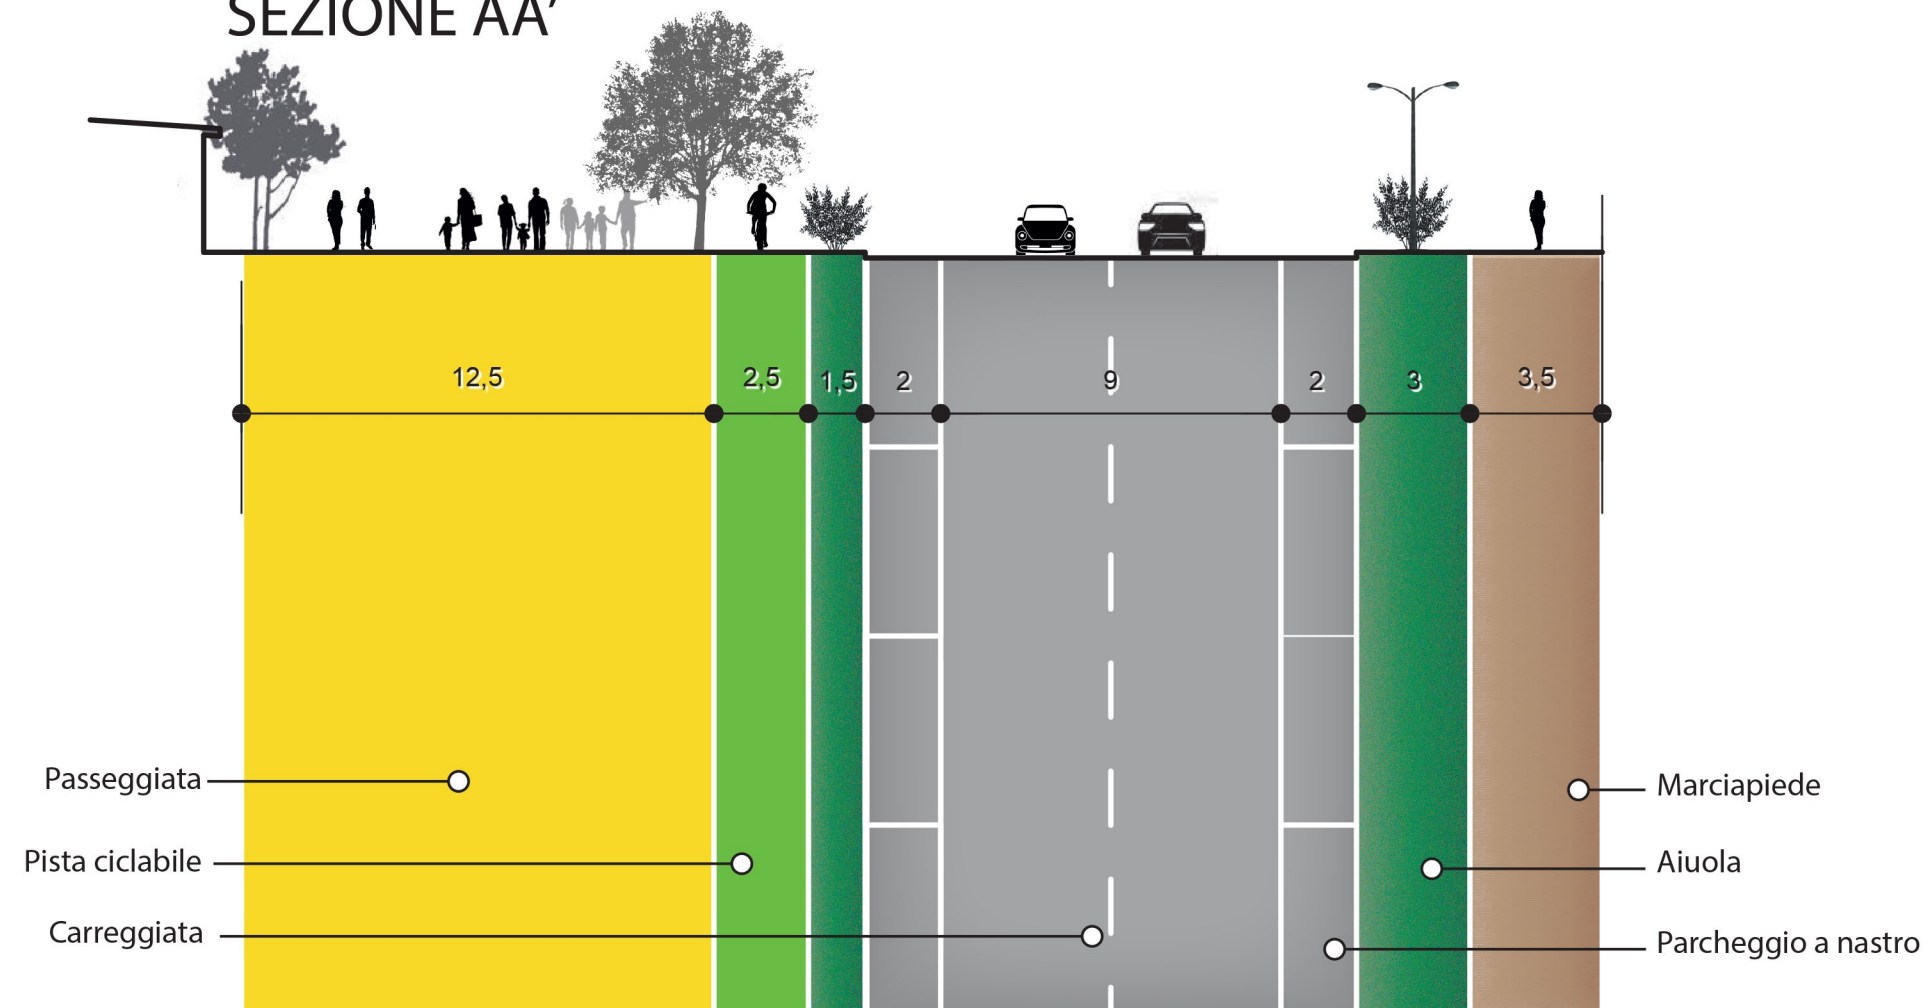 SEZIONE AA'
12,5 2,5 1,5 2 9 2 3 3,5
Passeggiata
Marciapiede
Pista ciclabile
Aiuola
Carreggiata
Parcheggio a nastro